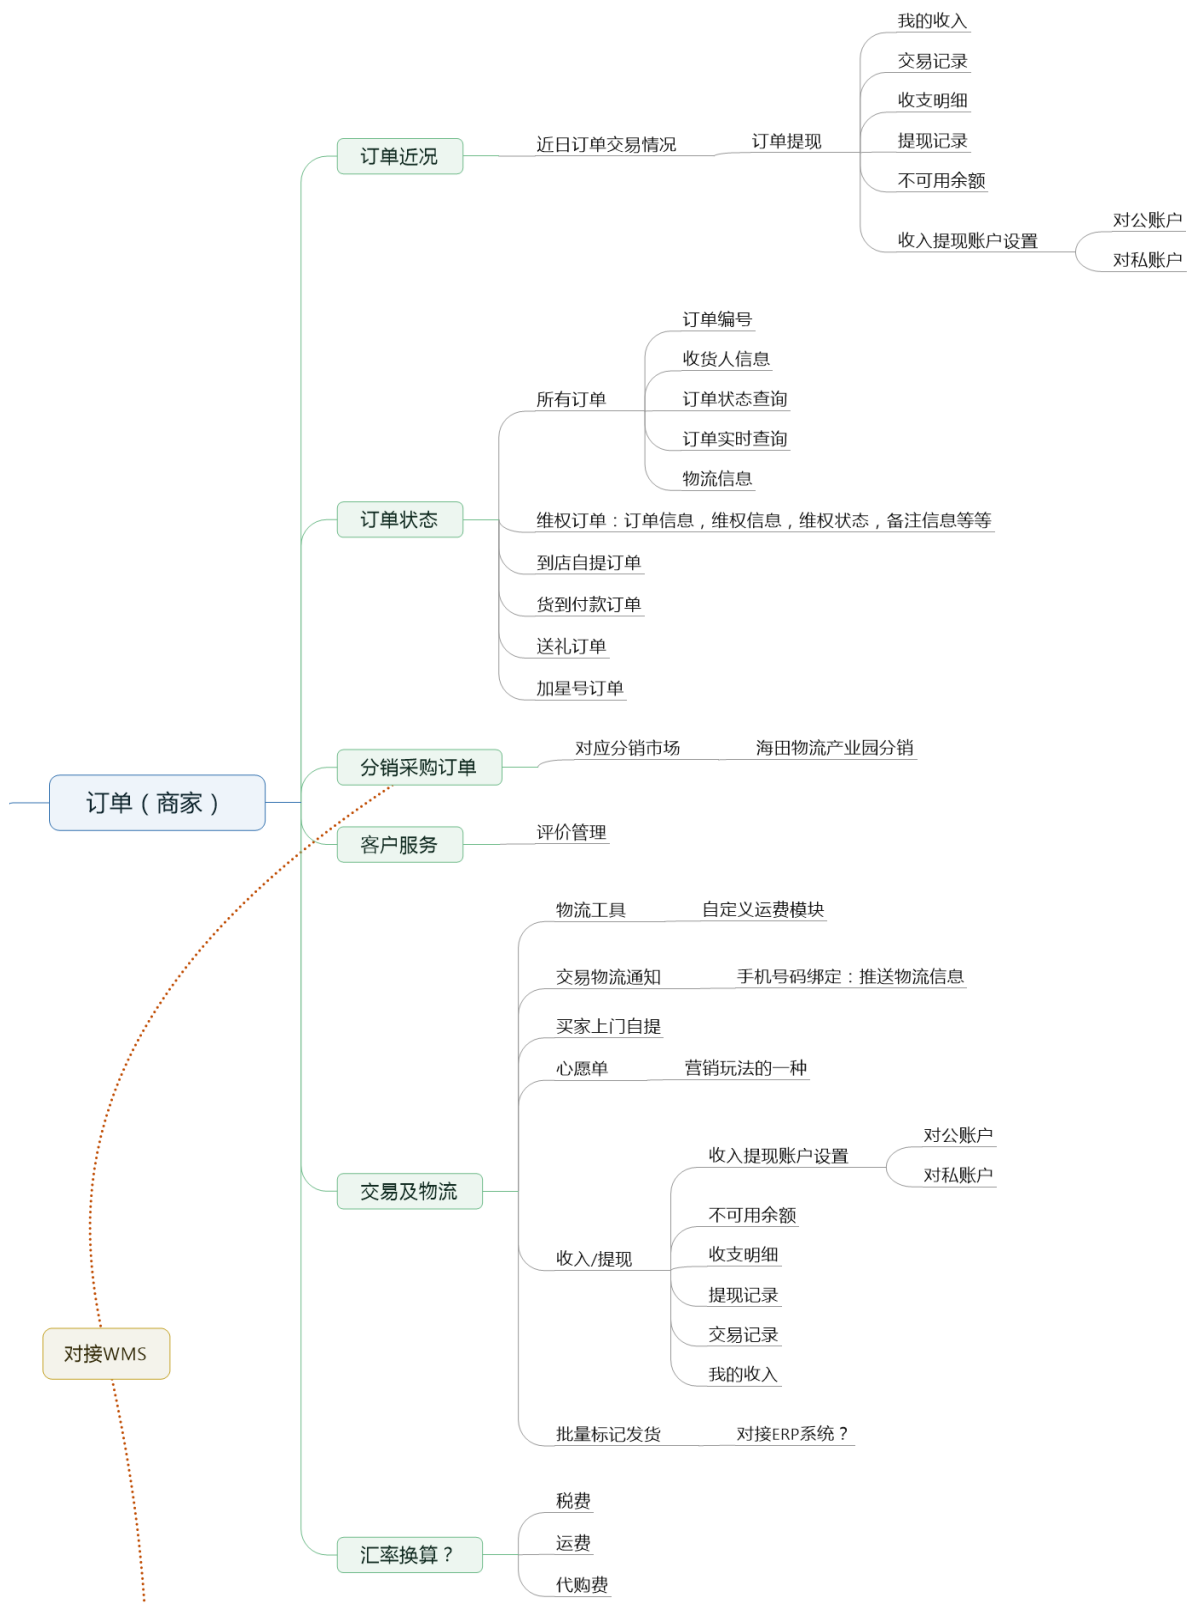 订单（商家）
订单近况
近日订单交易情况
订单提现
我的收入
交易记录
收支明细
提现记录
不可用余额
收入提现账户设置
对公账户
对私账户
订单状态
所有订单
订单编号
收货人信息
订单状态查询
订单实时查询
物流信息
维权订单：订单信息，维权信息，维权状态，备注信息等等
到店自提订单
货到付款订单
送礼订单
加星号订单
分销采购订单
对应分销市场
海田物流产业园分销
客户服务
评价管理
交易及物流
物流工具
自定义运费模块
交易物流通知
手机号码绑定：推送物流信息
买家上门自提
心愿单
营销玩法的一种
收入/提现
收入提现账户设置
对公账户
对私账户
不可用余额
收支明细
提现记录
交易记录
我的收入
批量标记发货
对接ERP系统？
汇率换算？
税费
运费
代购费
对接WMS